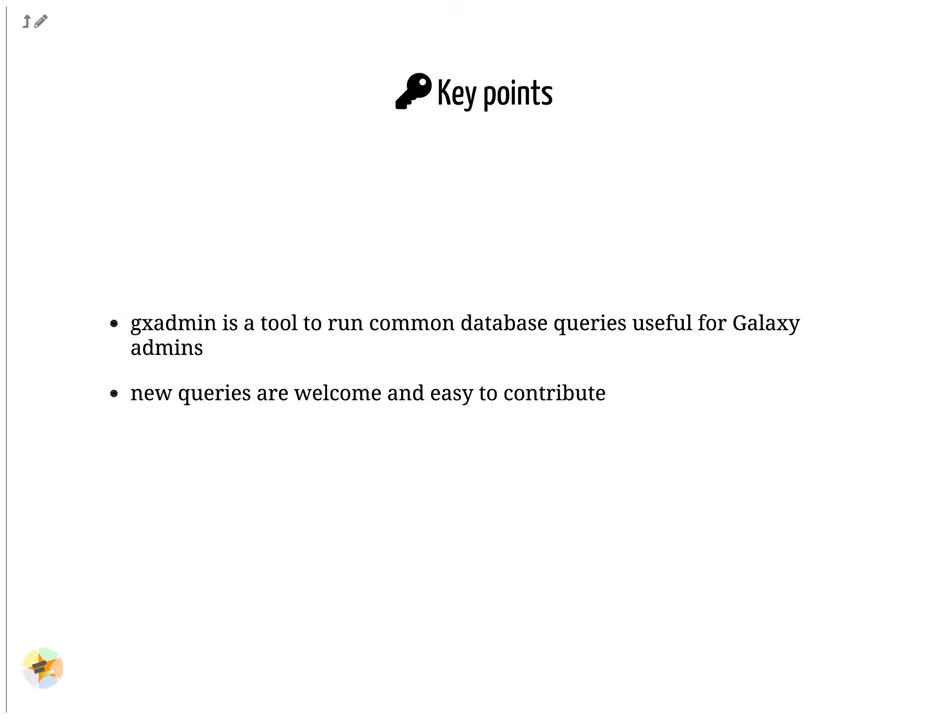 Key points
gxadmin is a tool to run common database queries useful for Galaxy
admins
new queries are welcome and easy to contribute